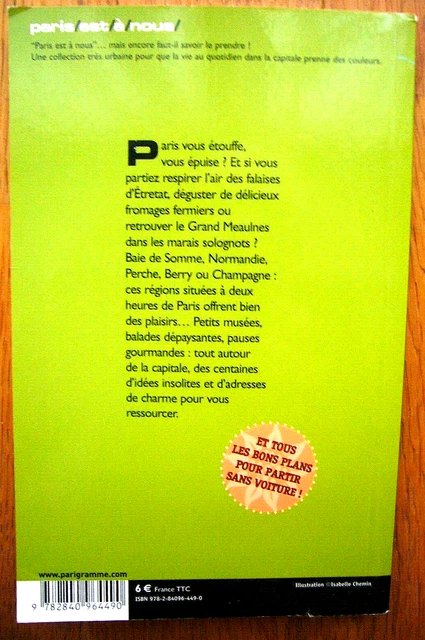 paris/est/à/nous/
"Paris est à nous"... mais encore faut-il savoir le prendre !
Une collection très urbaine pour que la vie au quotidien dans la capitale prenne des couleurs.
Paris vous étouffe,
vous épuise ? Et si vous
partiez respirer l'air des falaises
d'Étretat, déguster de délicieux
fromages fermiers ou
retrouver le Grand Meaulnes
dans les marais solognots ?
Baie de Somme, Normandie,
Perche, Berry ou Champagne :
ces régions situées à deux
heures de Paris offrent bien
des plaisirs... Petits musées,
balades dépaysantes, pauses
gourmandes : tout autour
de la capitale, des centaines
d'idées insolites et d'adresses
de charme pour vous
ressourcer.
ET TOUS
LES BONS PLANS
POUR PARTIR
SANS VOITURE !
www.parigramme.com
6 € France TTC
ISBN 978-2-84096-449-0
Illustration ©Isabelle Chemin
9 782840 964490